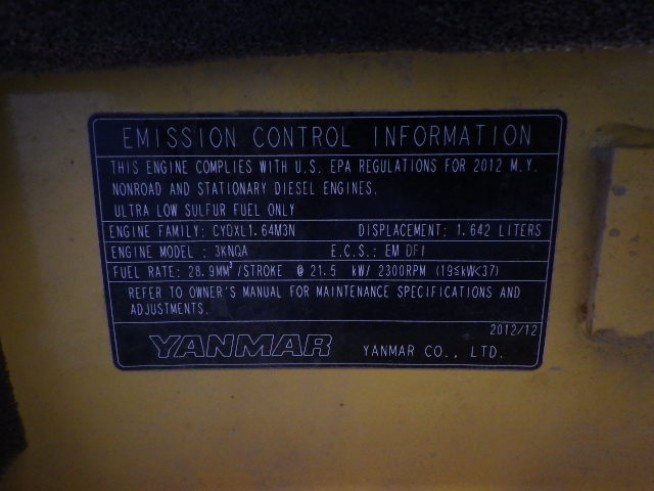 EMISSION CONTROL INFORMATION
THIS ENGINE COMPLIES WITH U.S. EPA REGULATIONS FOR 2012 M.Y.
NONROAD AND STATIONARY DIESEL ENGINES.
ULTRA LOW SULFUR FUEL ONLY
ENGINE FAMILY: CYDXL1.64M3N DISPLACEMENT: 1.642 LITERS
ENGINE MODEL : 3KNQA E.C.S.: EM DFI
FUEL RATE: 28.9MM³/STROKE @ 21.5 kW/ 2300RPM (19≤kW<37)
REFER TO OWNER'S MANUAL FOR MAINTENANCE SPECIFICATIONS AND
ADJUSTMENTS.
2012/12
YANMAR YANMAR CO., LTD.